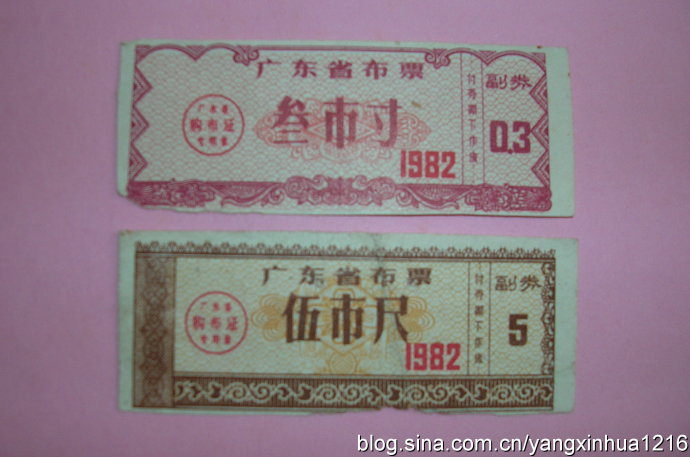 广东省布票
副券
广东省
购布证
专用章
叁市寸
付券撕下作废
0.3
1982
广东省布票
副券
广东省
购布证
专用章
伍市尺
付券撕下作废
5
1982
blog.sina.com.cn/yangxinhua1216